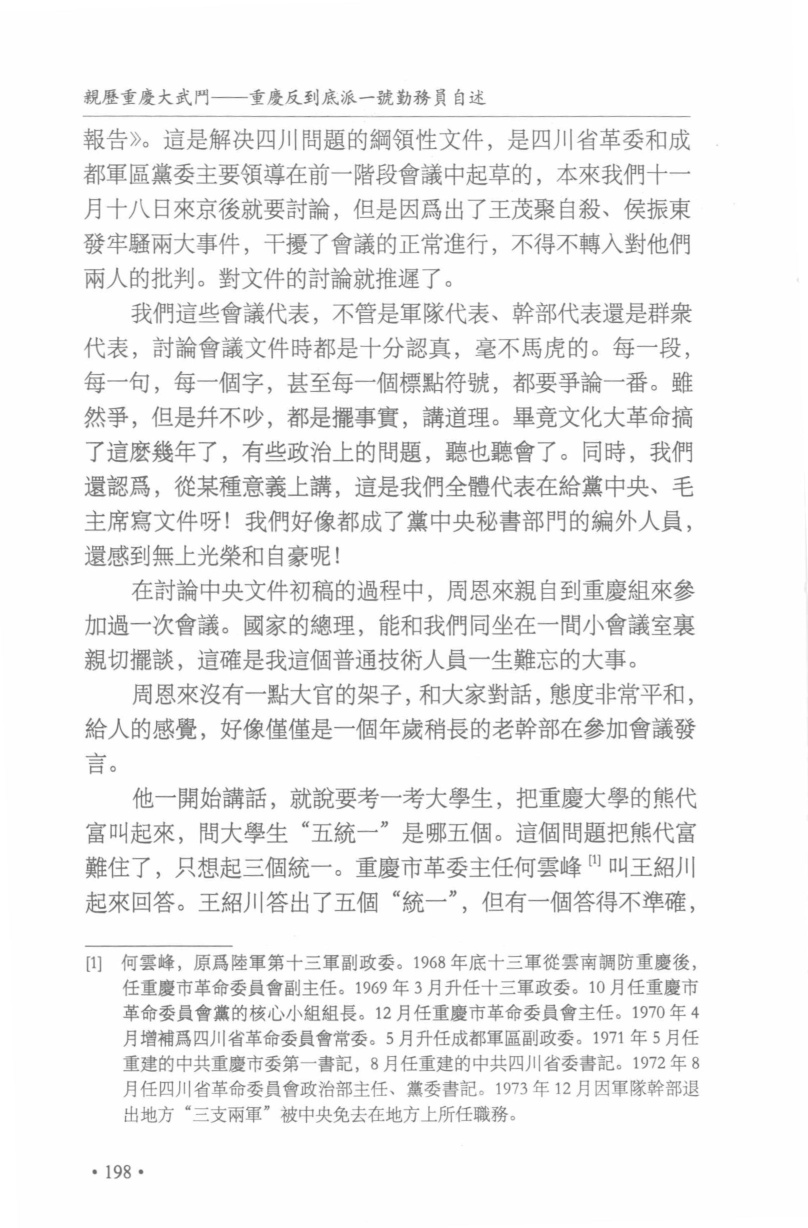 親歷重慶大武鬥——重慶反到底派一號勤務員自述
報告》。這是解决四川問題的綱領性文件，是四川省革委和成
都軍區黨委主要領導在前一階段會議中起草的，本來我們十一
月十八日來京後就要討論，但是因爲出了王茂聚自殺、侯振東
發牢騷兩大事件，干擾了會議的正常進行，不得不轉入對他們
兩人的批判。對文件的討論就推遲了。
我們這些會議代表，不管是軍隊代表、幹部代表還是群衆
代表，討論會議文件時都是十分認真，毫不馬虎的。每一段，
每一句，每一個字，甚至每一個標點符號，都要爭論一番。雖
然爭，但是幷不吵，都是擺事實，講道理。畢竟文化大革命搞
了這麽幾年了，有些政治上的問題，聽也聽會了。同時，我們
還認爲，從某種意義上講，這是我們全體代表在給黨中央、毛
主席寫文件呀！我們好像都成了黨中央秘書部門的編外人員，
還感到無上光榮和自豪呢！
在討論中央文件初稿的過程中，周恩來親自到重慶組來參
加過一次會議。國家的總理，能和我們同坐在一間小會議室裏
親切擺談，這確是我這個普通技術人員一生難忘的大事。
周恩來沒有一點大官的架子，和大家對話，態度非常平和，
給人的感覺，好像僅僅是一個年歲稍長的老幹部在參加會議發
言。
他一開始講話，就說要考一考大學生，把重慶大學的熊代
富叫起來，問大學生“五統一”是哪五個。這個問題把熊代富
難住了，只想起三個統一。重慶市革委主任何雲峰 [1] 叫王紹川
起來回答。王紹川答出了五個“統一”，但有一個答得不準確，
[1] 何雲峰，原爲陸軍第十三軍副政委。1968 年底十三軍從雲南調防重慶後，
任重慶市革命委員會副主任。1969 年 3 月升任十三軍政委。10 月任重慶市
革命委員會黨的核心小組組長。12 月任重慶市革命委員會主任。1970 年 4
月增補爲四川省革命委員會常委。5 月升任成都軍區副政委。1971 年 5 月任
重建的中共重慶市委第一書記，8 月任重建的中共四川省委書記。1972 年 8
月任四川省革命委員會政治部主任、黨委書記。1973 年 12 月因軍隊幹部退
出地方“三支兩軍”被中央免去在地方上所任職務。
• 198 •